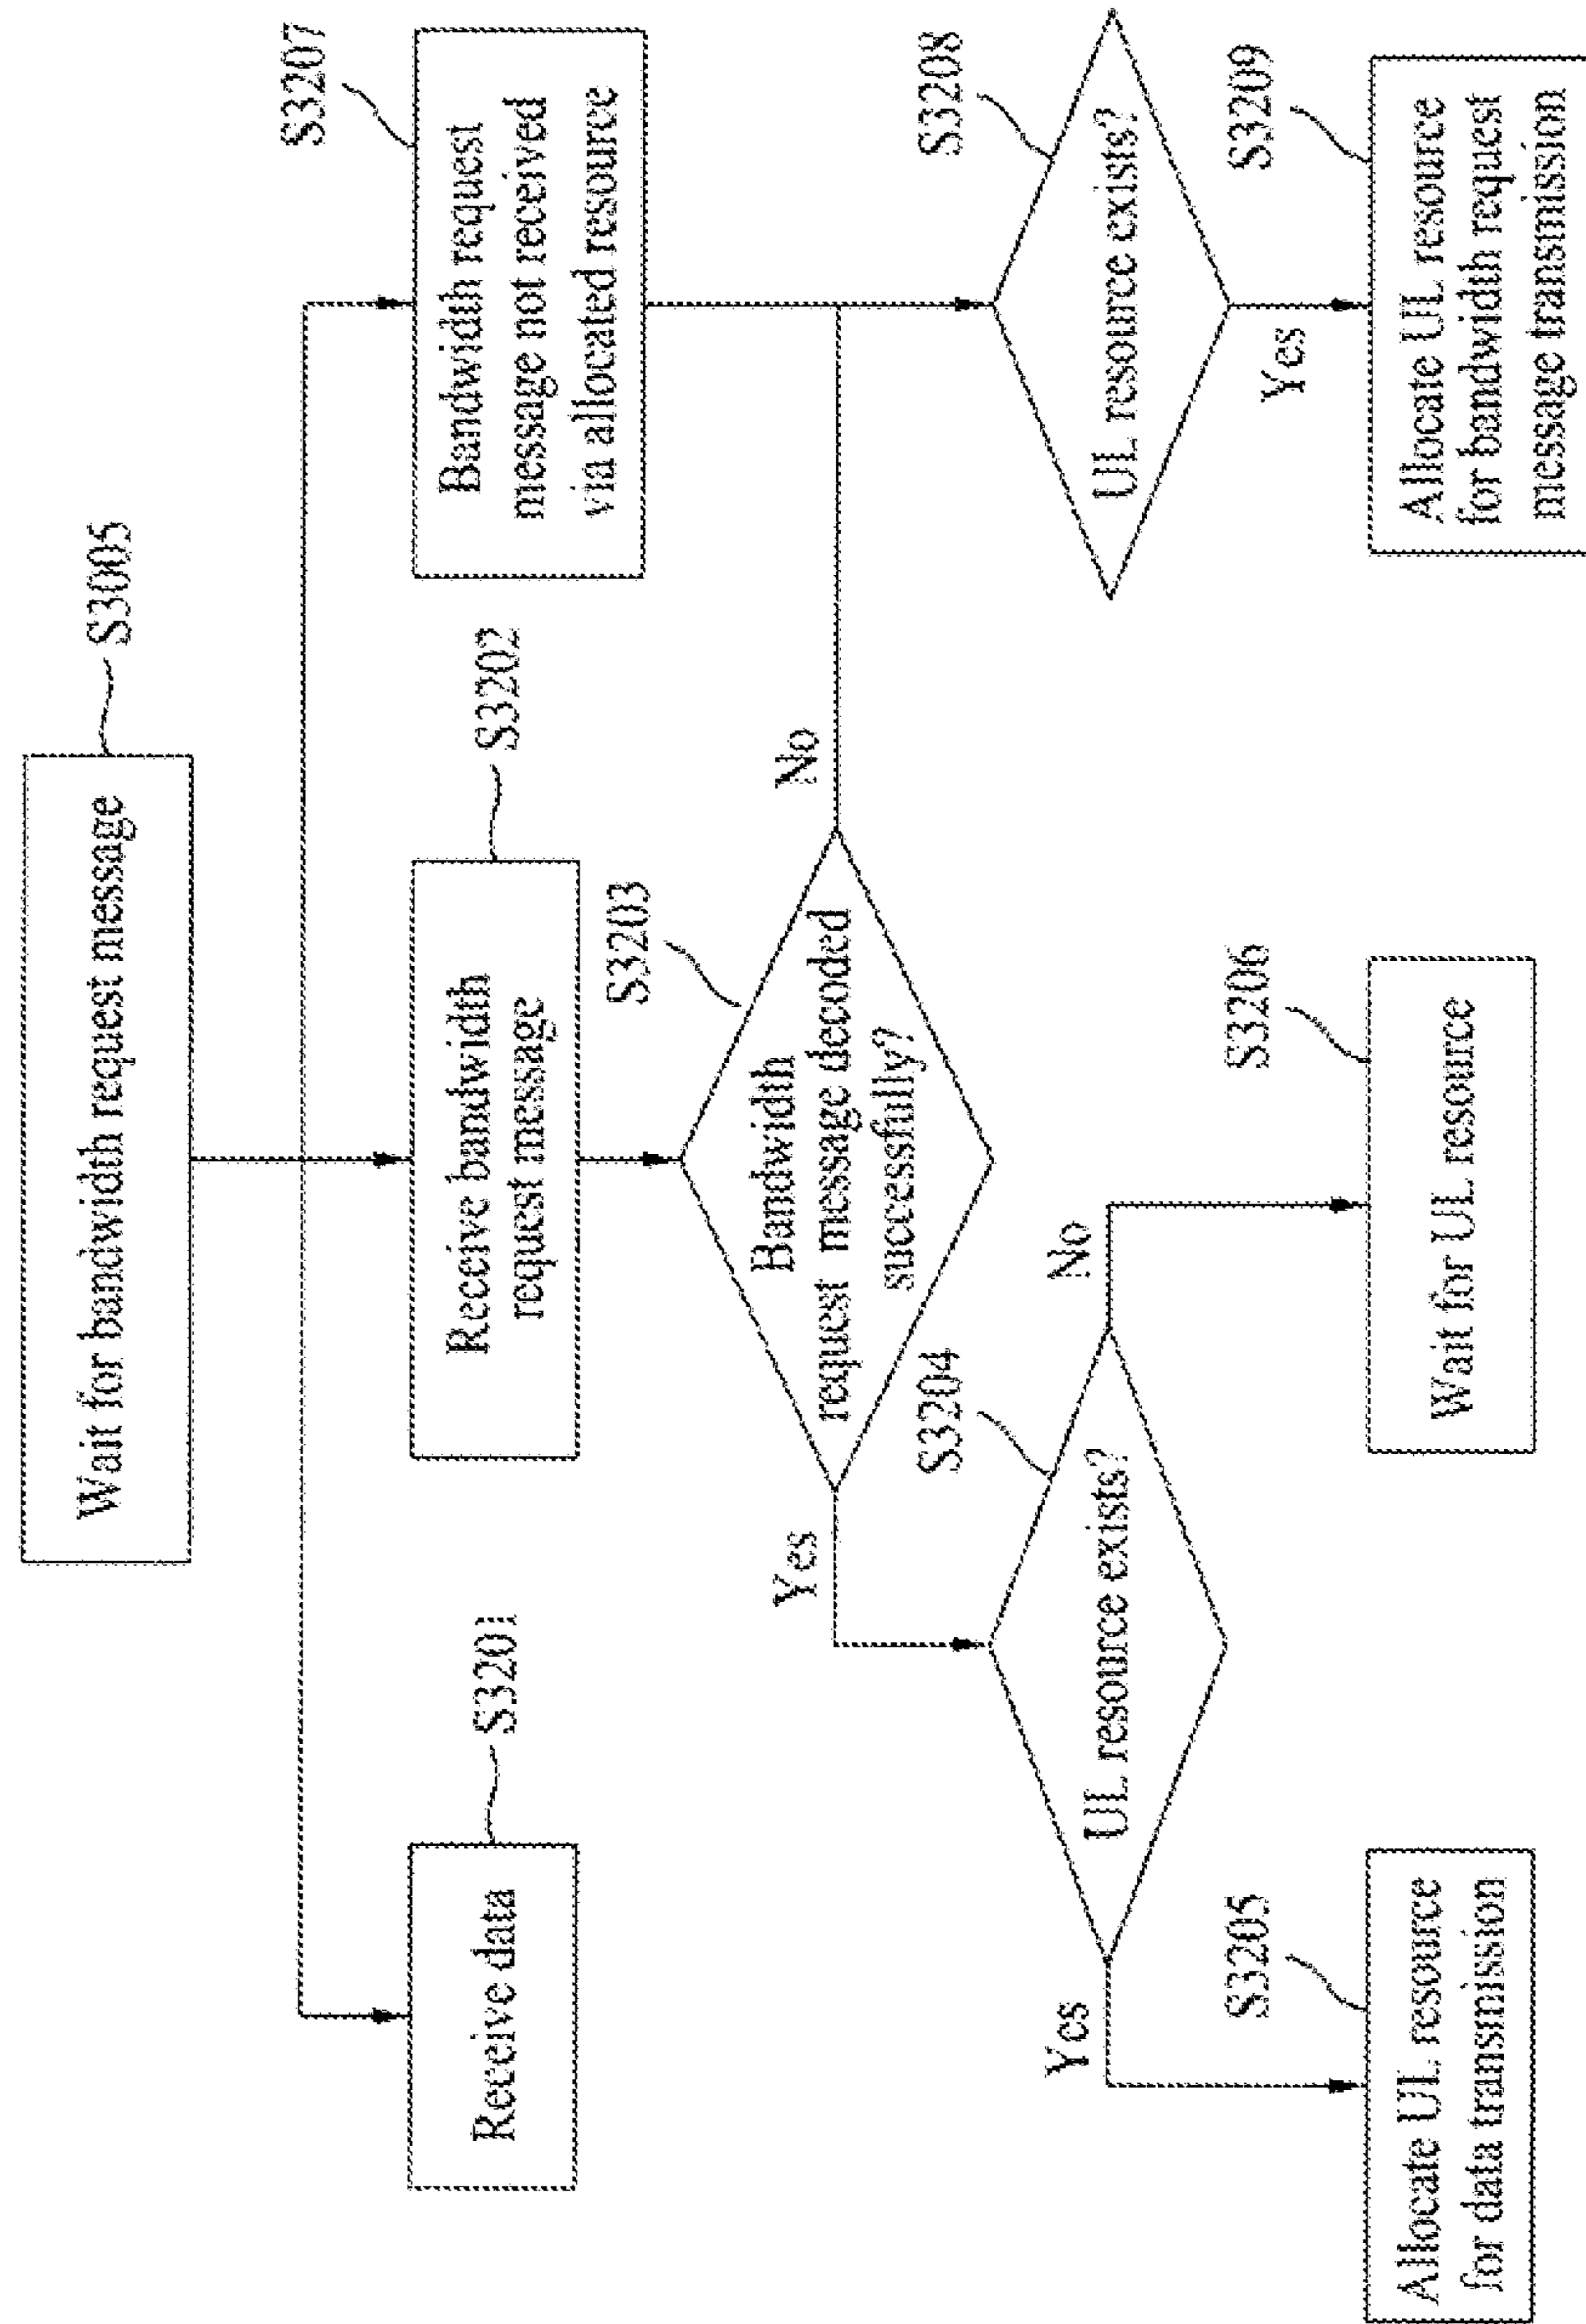 Wait for bandwidth request message
S3005
Receive data
S3201
Receive bandwidth
request message
S3202
Bandwidth request
message not received
via allocated resource
S3207
Bandwidth
request message decoded
successfully?
S3203
Yes
No
UL resource exists?
S3204
UL resource exists?
S3208
Yes
No
Yes
Allocate UL resource
for data transmission
S3205
Wait for UL resource
S3206
Allocate UL resource
for bandwidth request
message transmission
S3209